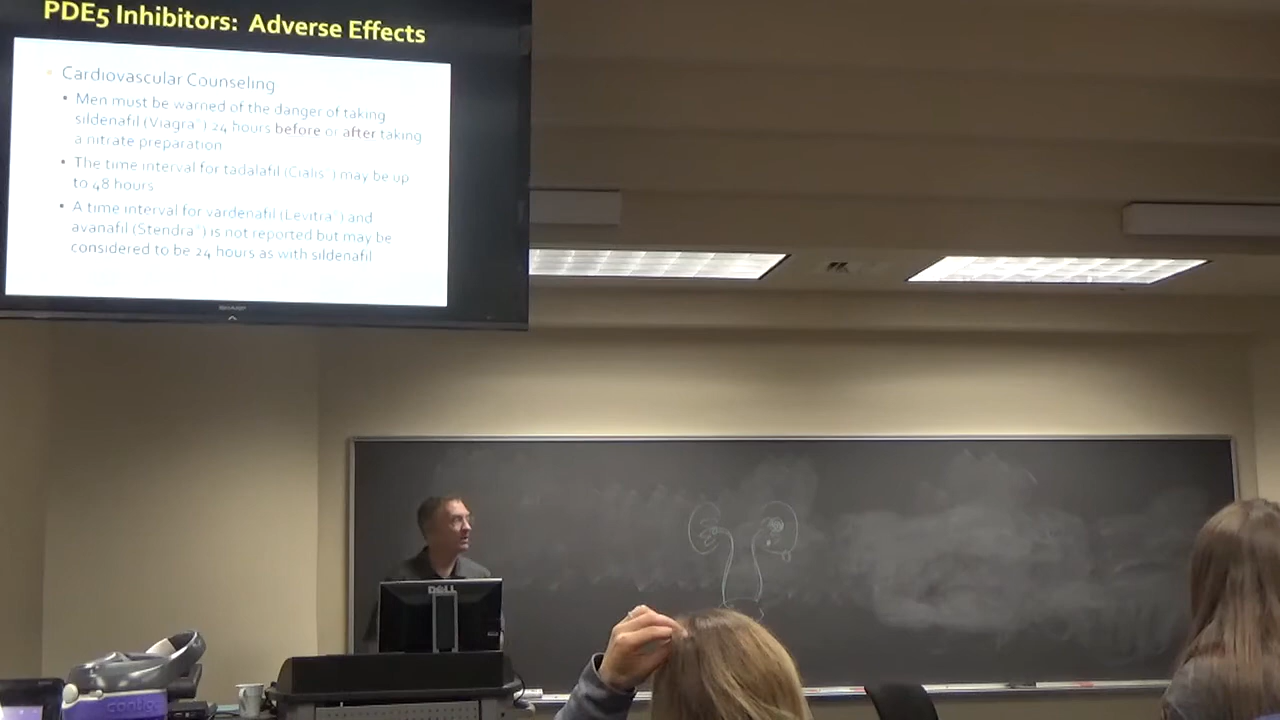 PDE5 Inhibitors: Adverse Effects
Cardiovascular Counseling
Men must be warned of the danger of taking
sildenafil (Viagra®) 24 hours before or after taking
a nitrate preparation
The time interval for tadalafil (Cialis®) may be up
to 48 hours
A time interval for vardenafil (Levitra®) and
avanafil (Stendra®) is not reported but may be
considered to be 24 hours as with sildenafil
SHARP
DELL
contigo